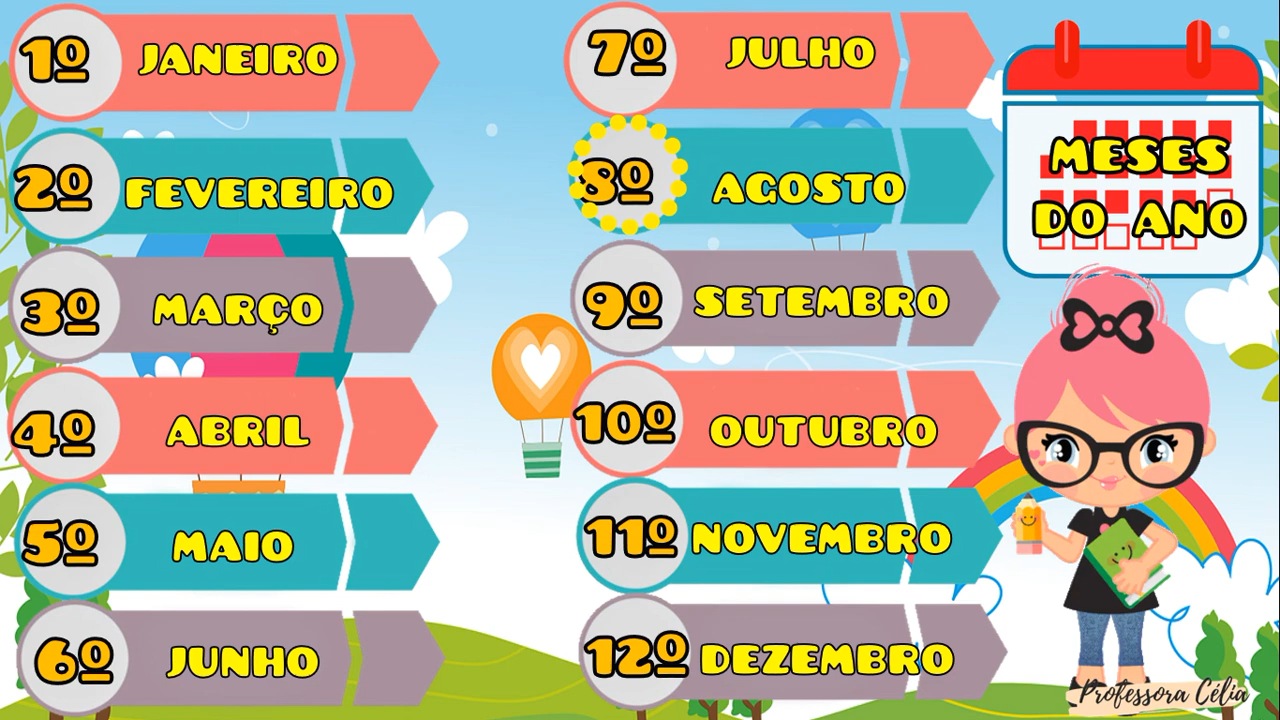 1º JANEIRO
2º FEVEREIRO
3º MARÇO
4º ABRIL
5º MAIO
6º JUNHO
7º JULHO
8º AGOSTO
9º SETEMBRO
10º OUTUBRO
11º NOVEMBRO
12º DEZEMBRO
MESES
DO ANO
Professora Célia